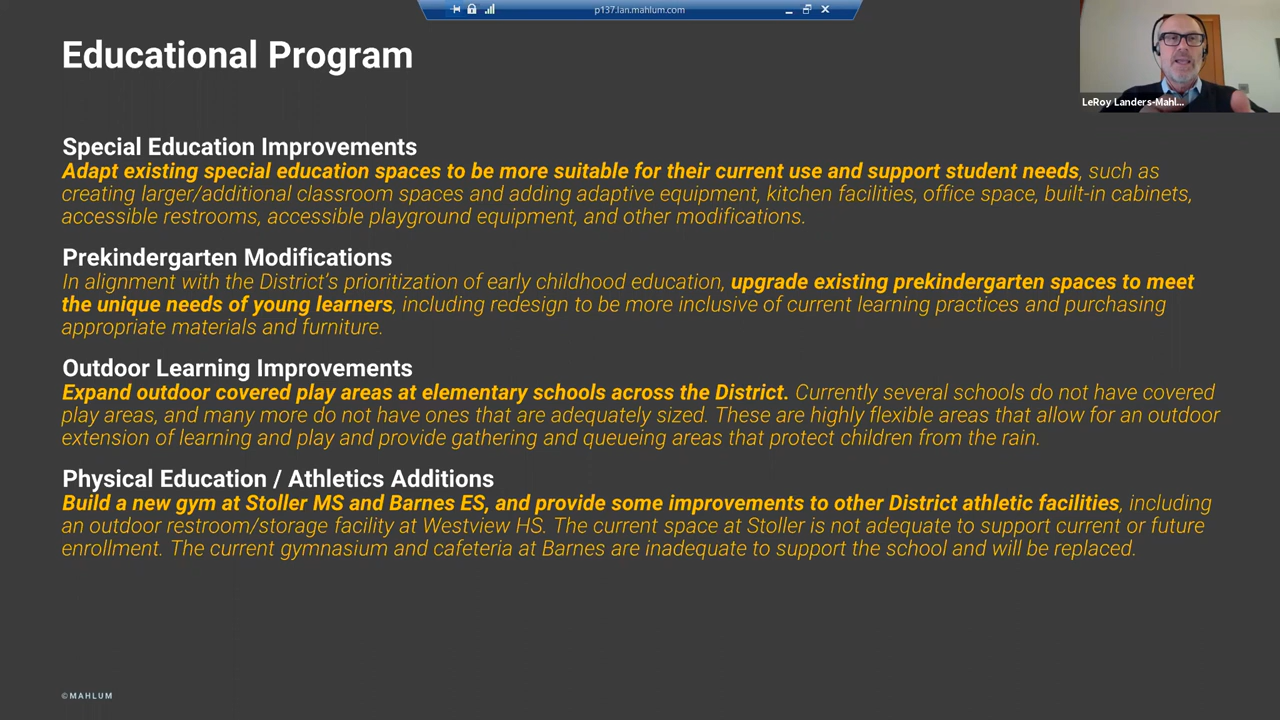 p137.lan.mahlum.com
Educational Program
LeRoy Landers-Mahl...
Special Education Improvements
Adapt existing special education spaces to be more suitable for their current use and support student needs, such as
creating larger/additional classroom spaces and adding adaptive equipment, kitchen facilities, office space, built-in cabinets,
accessible restrooms, accessible playground equipment, and other modifications.
Prekindergarten Modifications
In alignment with the District's prioritization of early childhood education, upgrade existing prekindergarten spaces to meet
the unique needs of young learners, including redesign to be more inclusive of current learning practices and purchasing
appropriate materials and furniture.
Outdoor Learning Improvements
Expand outdoor covered play areas at elementary schools across the District. Currently several schools do not have covered
play areas, and many more do not have ones that are adequately sized. These are highly flexible areas that allow for an outdoor
extension of learning and play and provide gathering and queueing areas that protect children from the rain.
Physical Education / Athletics Additions
Build a new gym at Stoller MS and Barnes ES, and provide some improvements to other District athletic facilities, including
an outdoor restroom/storage facility at Westview HS. The current space at Stoller is not adequate to support current or future
enrollment. The current gymnasium and cafeteria at Barnes are inadequate to support the school and will be replaced.
©MAHLUM